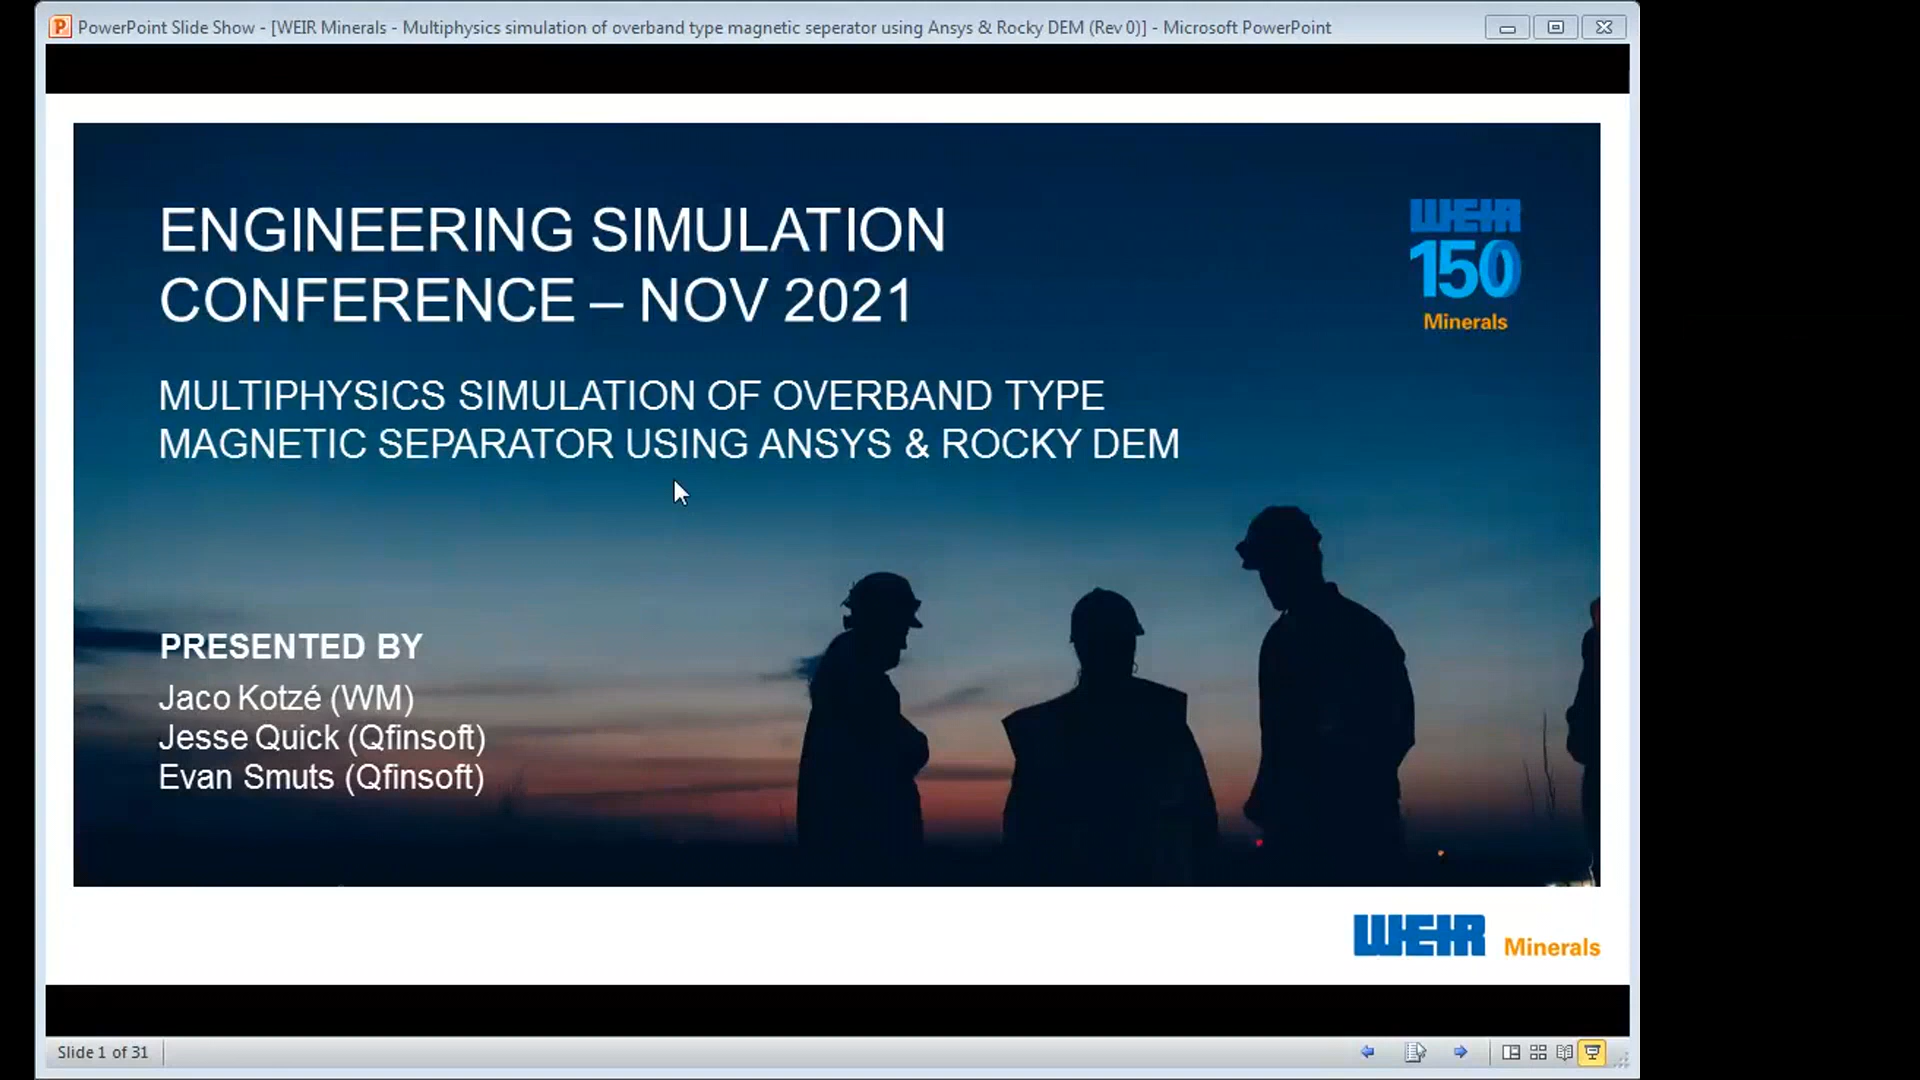 PowerPoint Slide Show - [WEIR Minerals - Multiphysics simulation of overband type magnetic seperator using Ansys & Rocky DEM (Rev 0)] - Microsoft PowerPoint
ENGINEERING SIMULATION
CONFERENCE – NOV 2021
WEIR
150
Minerals
MULTIPHYSICS SIMULATION OF OVERBAND TYPE
MAGNETIC SEPARATOR USING ANSYS & ROCKY DEM
PRESENTED BY
Jaco Kotzé (WM)
Jesse Quick (Qfinsoft)
Evan Smuts (Qfinsoft)
WEIR Minerals
Slide 1 of 31